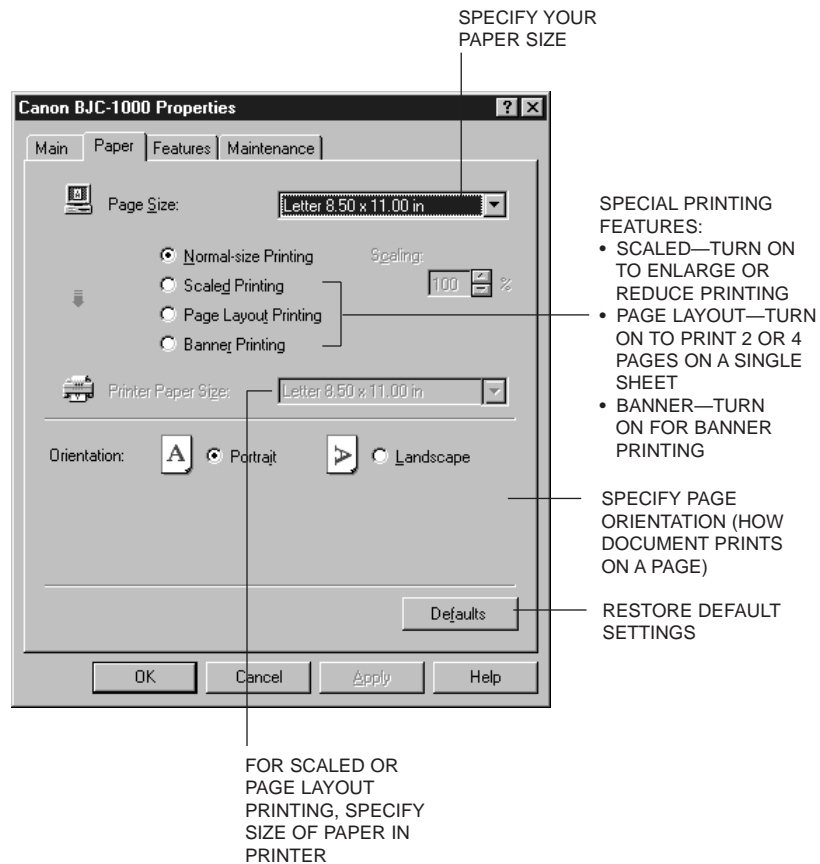 SPECIFY YOUR
PAPER SIZE
Canon BJC-1000 Properties
Main Paper Features Maintenance
Page Size: Letter 8.50 x 11.00 in
Normal-size Printing
Scaling:
100 %
Scaled Printing
Page Layout Printing
Banner Printing
Printer Paper Size: Letter 8.50 x 11.00 in
Orientation: A Portrait A Landscape
Defaults
OK Cancel Apply Help
SPECIAL PRINTING
FEATURES:
• SCALED—TURN ON
TO ENLARGE OR
REDUCE PRINTING
• PAGE LAYOUT—TURN
ON TO PRINT 2 OR 4
PAGES ON A SINGLE
SHEET
• BANNER—TURN
ON FOR BANNER
PRINTING
SPECIFY PAGE
ORIENTATION (HOW
DOCUMENT PRINTS
ON A PAGE)
RESTORE DEFAULT
SETTINGS
FOR SCALED OR
PAGE LAYOUT
PRINTING, SPECIFY
SIZE OF PAPER IN
PRINTER